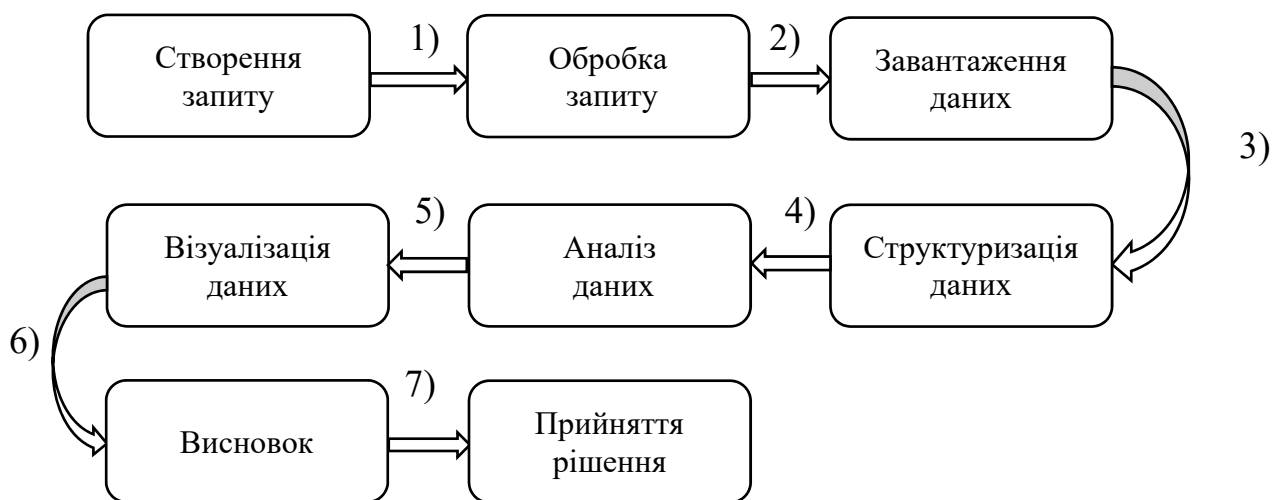 Створення
запиту
1)
Обробка
запиту
2)
Завантаження
даних
3)
Структуризація
даних
4)
Аналіз
даних
5)
Візуалізація
даних
6)
Висновок
7)
Прийняття
рішення